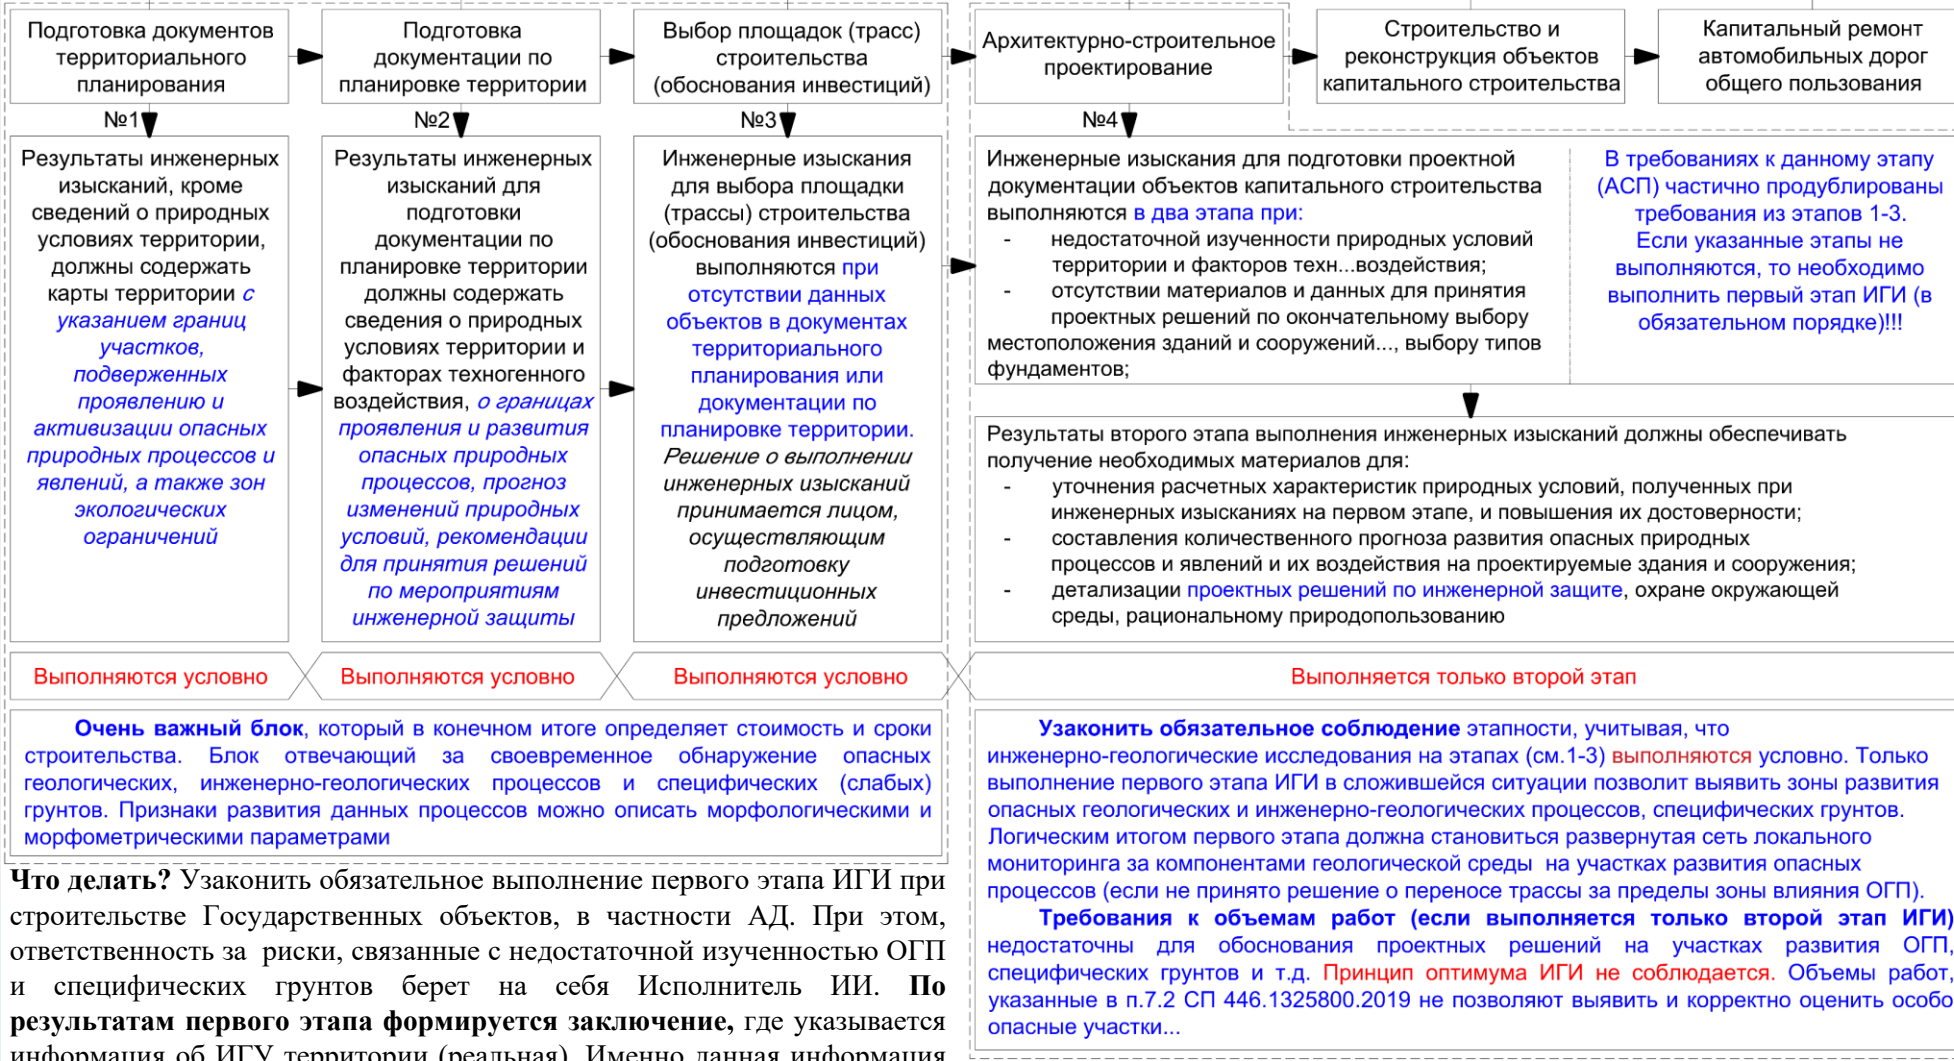 Подготовка документов
территориального
планирования
Подготовка
документации по
планировке территории
Выбор площадок (трасс)
строительства
(обоснования инвестиций)
Архитектурно-строительное
проектирование
Строительство и
реконструкция объектов
капитального строительства
Капитальный ремонт
автомобильных дорог
общего пользования
№1
Результаты инженерных
изысканий, кроме
сведений о природных
условиях территории,
должны содержать
карты территории с
указанием границ
участков,
подверженных
проявлению и
активизации опасных
природных процессов и
явлений, а также зон
экологических
ограничений
№2
Результаты инженерных
изысканий для
подготовки
документации по
планировке территории
должны содержать
сведения о природных
условиях территории и
факторах техногенного
воздействия, о границах
проявления и развития
опасных природных
процессов, прогноз
изменений природных
условий, рекомендации
для принятия решений
по мероприятиям
инженерной защиты
№3
Инженерные изыскания
для выбора площадки
(трассы) строительства
(обоснования инвестиций)
выполняются при
отсутствии данных
объектов в документах
территориального
планирования или
документации по
планировке территории.
Решение о выполнении
инженерных изысканий
принимается лицом,
осуществляющим
подготовку
инвестиционных
предложений
№4
Инженерные изыскания для подготовки проектной
документации объектов капитального строительства
выполняются в два этапа при:
- недостаточной изученности природных условий
территории и факторов техн...воздействия;
- отсутствии материалов и данных для принятия
проектных решений по окончательному выбору
местоположения зданий и сооружений..., выбору типов
фундаментов;
В требованиях к данному этапу
(АСП) частично продублированы
требования из этапов 1-3.
Если указанные этапы не
выполняются, то необходимо
выполнить первый этап ИГИ (в
обязательном порядке)!!!
Результаты второго этапа выполнения инженерных изысканий должны обеспечивать
получение необходимых материалов для:
- уточнения расчетных характеристик природных условий, полученных при
инженерных изысканиях на первом этапе, и повышения их достоверности;
- составления количественного прогноза развития опасных природных
процессов и явлений и их воздействия на проектируемые здания и сооружения;
- детализации проектных решений по инженерной защите, охране окружающей
среды, рациональному природопользованию
Выполняются условно
Выполняются условно
Выполняются условно
Выполняется только второй этап
Очень важный блок, который в конечном итоге определяет стоимость и сроки
строительства. Блок отвечающий за своевременное обнаружение опасных
геологических, инженерно-геологических процессов и специфических (слабых)
грунтов. Признаки развития данных процессов можно описать морфологическими и
морфометрическими параметрами
Что делать? Узаконить обязательное выполнение первого этапа ИГИ при
строительстве Государственных объектов, в частности АД. При этом,
ответственность за риски, связанные с недостаточной изученностью ОГП
и специфических грунтов берет на себя Исполнитель ИИ. По
результатам первого этапа формируется заключение, где указывается
информация об ИГУ территории (реальная). Именно данная информация
Узаконить обязательное соблюдение этапности, учитывая, что
инженерно-геологические исследования на этапах (см.1-3) выполняются условно. Только
выполнение первого этапа ИГИ в сложившейся ситуации позволит выявить зоны развития
опасных геологических и инженерно-геологических процессов, специфических грунтов.
Логическим итогом первого этапа должна становиться развернутая сеть локального
мониторинга за компонентами геологической среды на участках развития опасных
процессов (если не принято решение о переносе трассы за пределы зоны влияния ОГП).
Требования к объемам работ (если выполняется только второй этап ИГИ)
недостаточны для обоснования проектных решений на участках развития ОГП,
специфических грунтов и т.д. Принцип оптимума ИГИ не соблюдается. Объемы работ,
указанные в п.7.2 СП 446.1325800.2019 не позволяют выявить и корректно оценить особо
опасные участки...